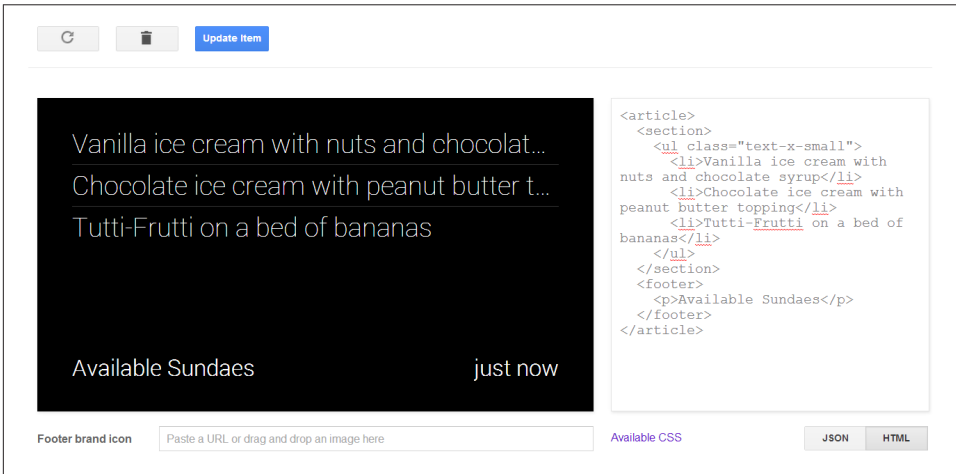 Update Item
Vanilla ice cream with nuts and chocolat...
Chocolate ice cream with peanut butter t...
Tutti-Frutti on a bed of bananas
Available Sundaes
just now
<article>
<section>
<ul class="text-x-small">
<li>Vanilla ice cream with
nuts and chocolate syrup</li>
<li>Chocolate ice cream with
peanut butter topping</li>
<li>Tutti-Frutti on a bed of
bananas</li>
</ul>
</section>
<footer>
<p>Available Sundaes</p>
</footer>
</article>
Footer brand icon
Paste a URL or drag and drop an image here
Available CSS
JSON
HTML